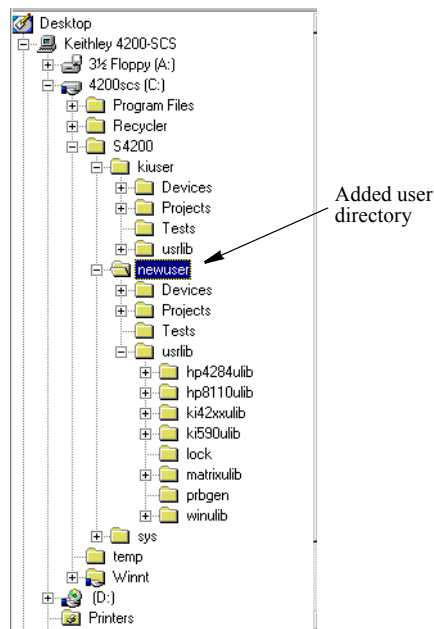 Desktop
Keithley 4200-SCS
3½ Floppy (A:)
4200scs (C:)
Program Files
Recycler
S4200
kiuser
Devices
Projects
Tests
usrlib
newuser
Devices
Projects
Tests
usrlib
hp4284ulib
hp8110ulib
ki42xxulib
ki590ulib
lock
matrixulib
prbgen
winulib
sys
temp
Winnt
(D:)
Printers
Added user
directory